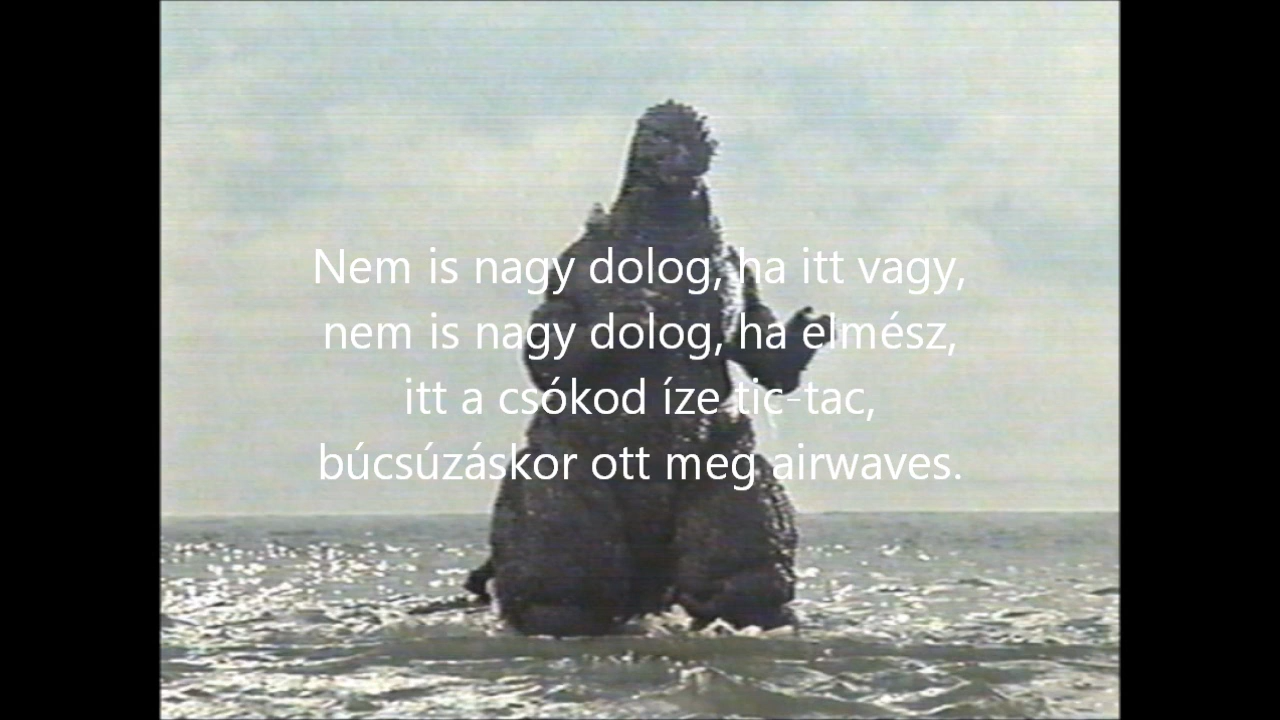 Nem is nagy dolog, ha itt vagy,
nem is nagy dolog, ha elmész,
itt a csókod íze tic-tac,
búcsúzáskor ott meg airwaves.